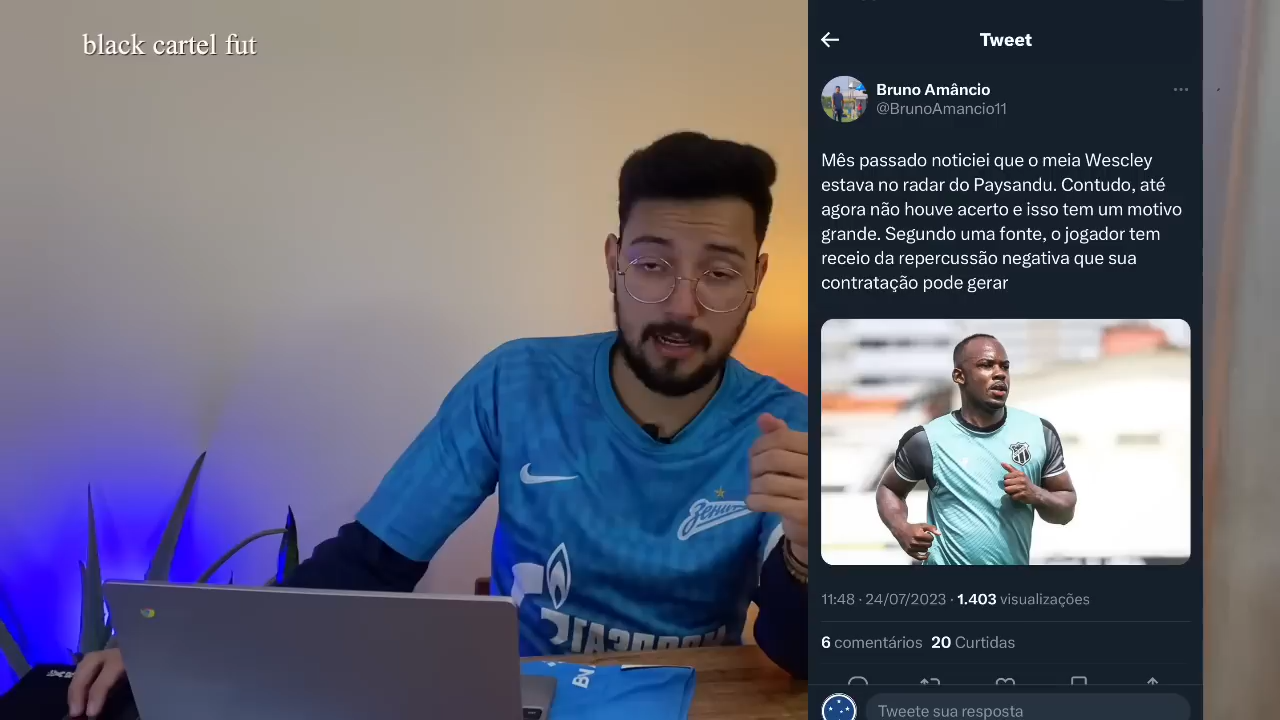 black cartel fut
Tweet
Bruno Amâncio
@BrunoAmancio11
Mês passado noticiei que o meia Wescley
estava no radar do Paysandu. Contudo, até
agora não houve acerto e isso tem um motivo
grande. Segundo uma fonte, o jogador tem
receio da repercussão negativa que sua
contratação pode gerar
11:48 · 24/07/2023 · 1.403 visualizações
6 comentários 20 Curtidas
Tweete sua resposta
Зенит